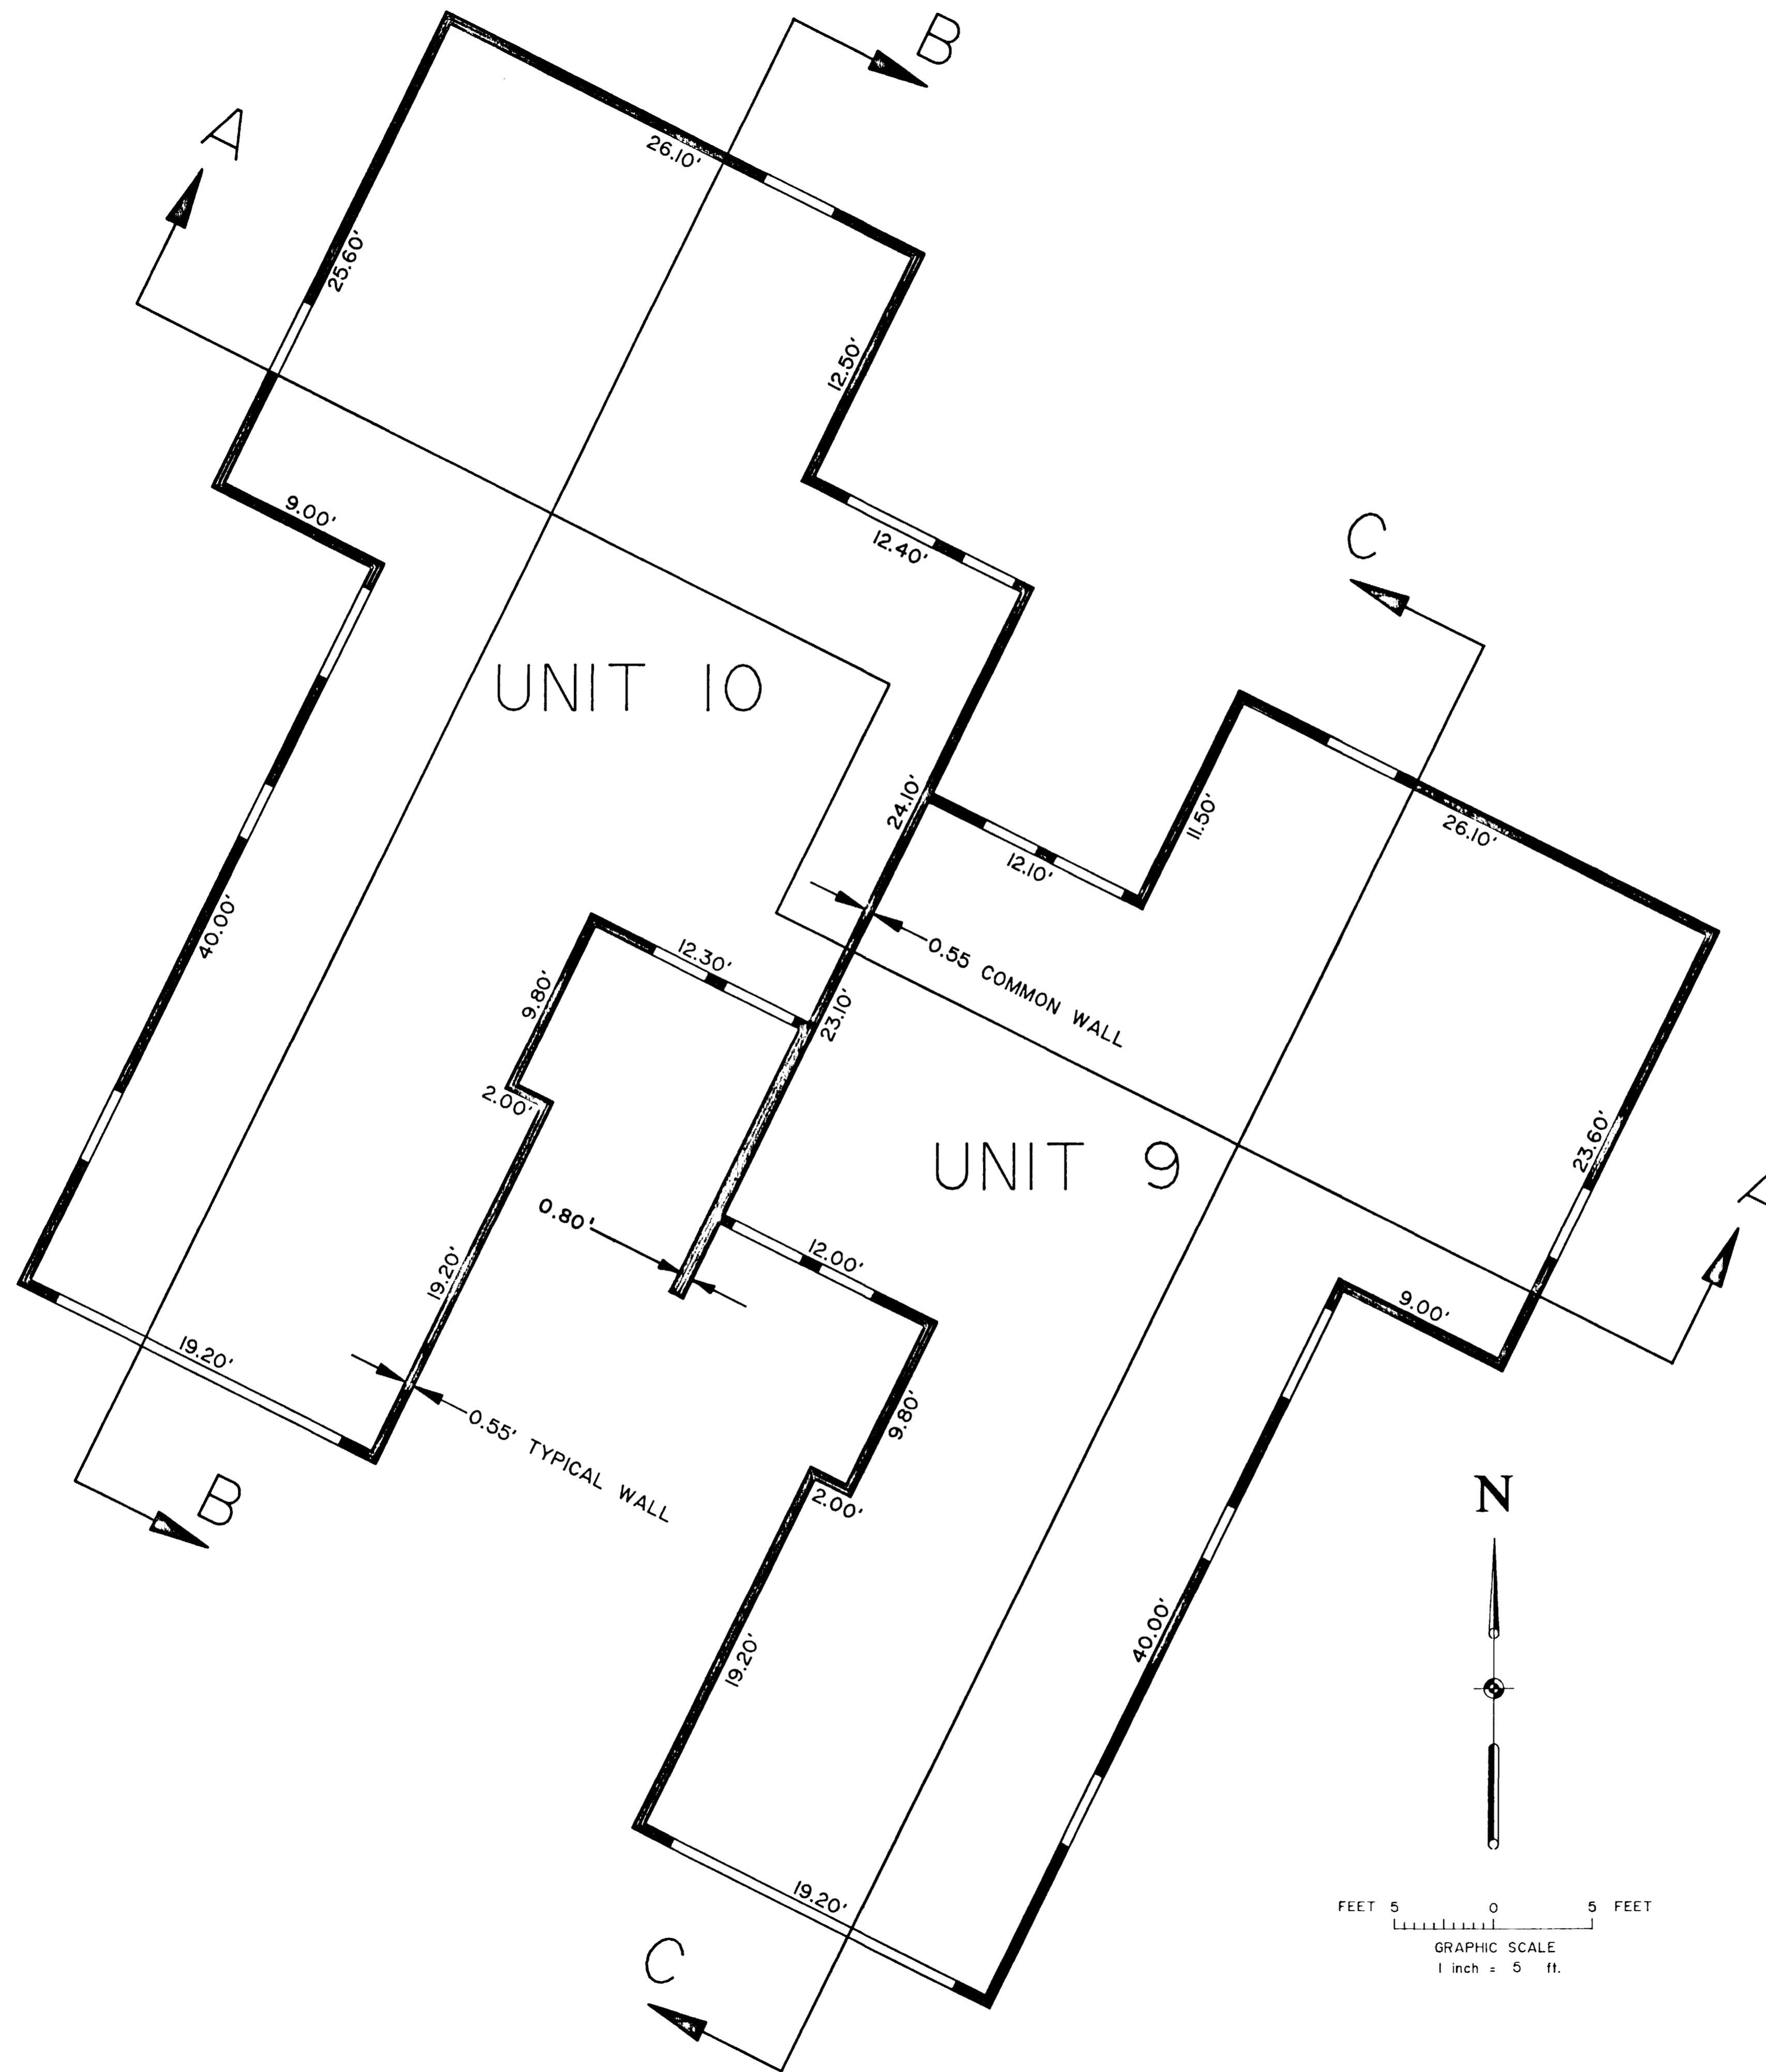 B
A
26.10'
25.60'
12.50'
9.00'
12.40'
C
UNIT 10
24.10'
11.50'
26.10'
12.10'
40.00'
12.30'
0.55 COMMON WALL
9.80'
23.10'
2.00'
23.60'
UNIT 9
A
0.80'
12.00'
19.20'
9.00'
19.20'
9.80'
0.55' TYPICAL WALL
B
2.00'
N
40.00'
19.20'
19.20'
C
FEET 5 0 5 FEET
GRAPHIC SCALE
1 inch = 5 ft.